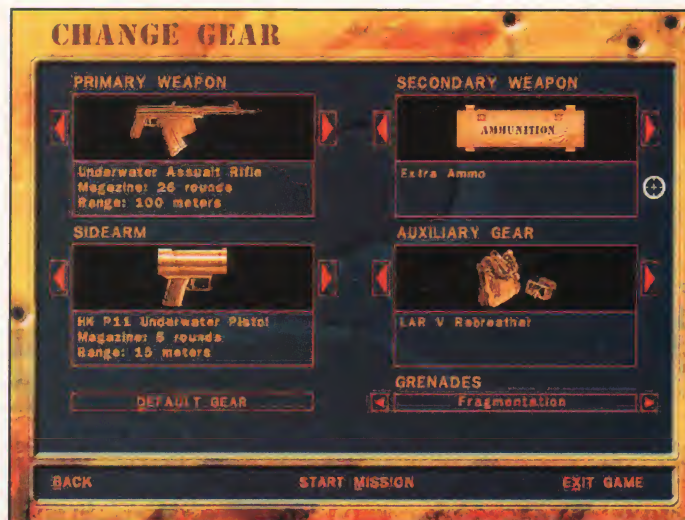 CHANGE GEAR
PRIMARY WEAPON
Underwater Assualt Rifle
Magazine: 26 rounds
Range: 100 meters
SECONDARY WEAPON
AMMUNITION
Extra Ammo
SIDEARM
HK P11 Underwater Pistol
Magazine: 5 rounds
Range: 15 meters
AUXILIARY GEAR
LAR V Rebreather
DEFAULT GEAR
GRENADES
Fragmentation
BACK
START MISSION
EXIT GAME